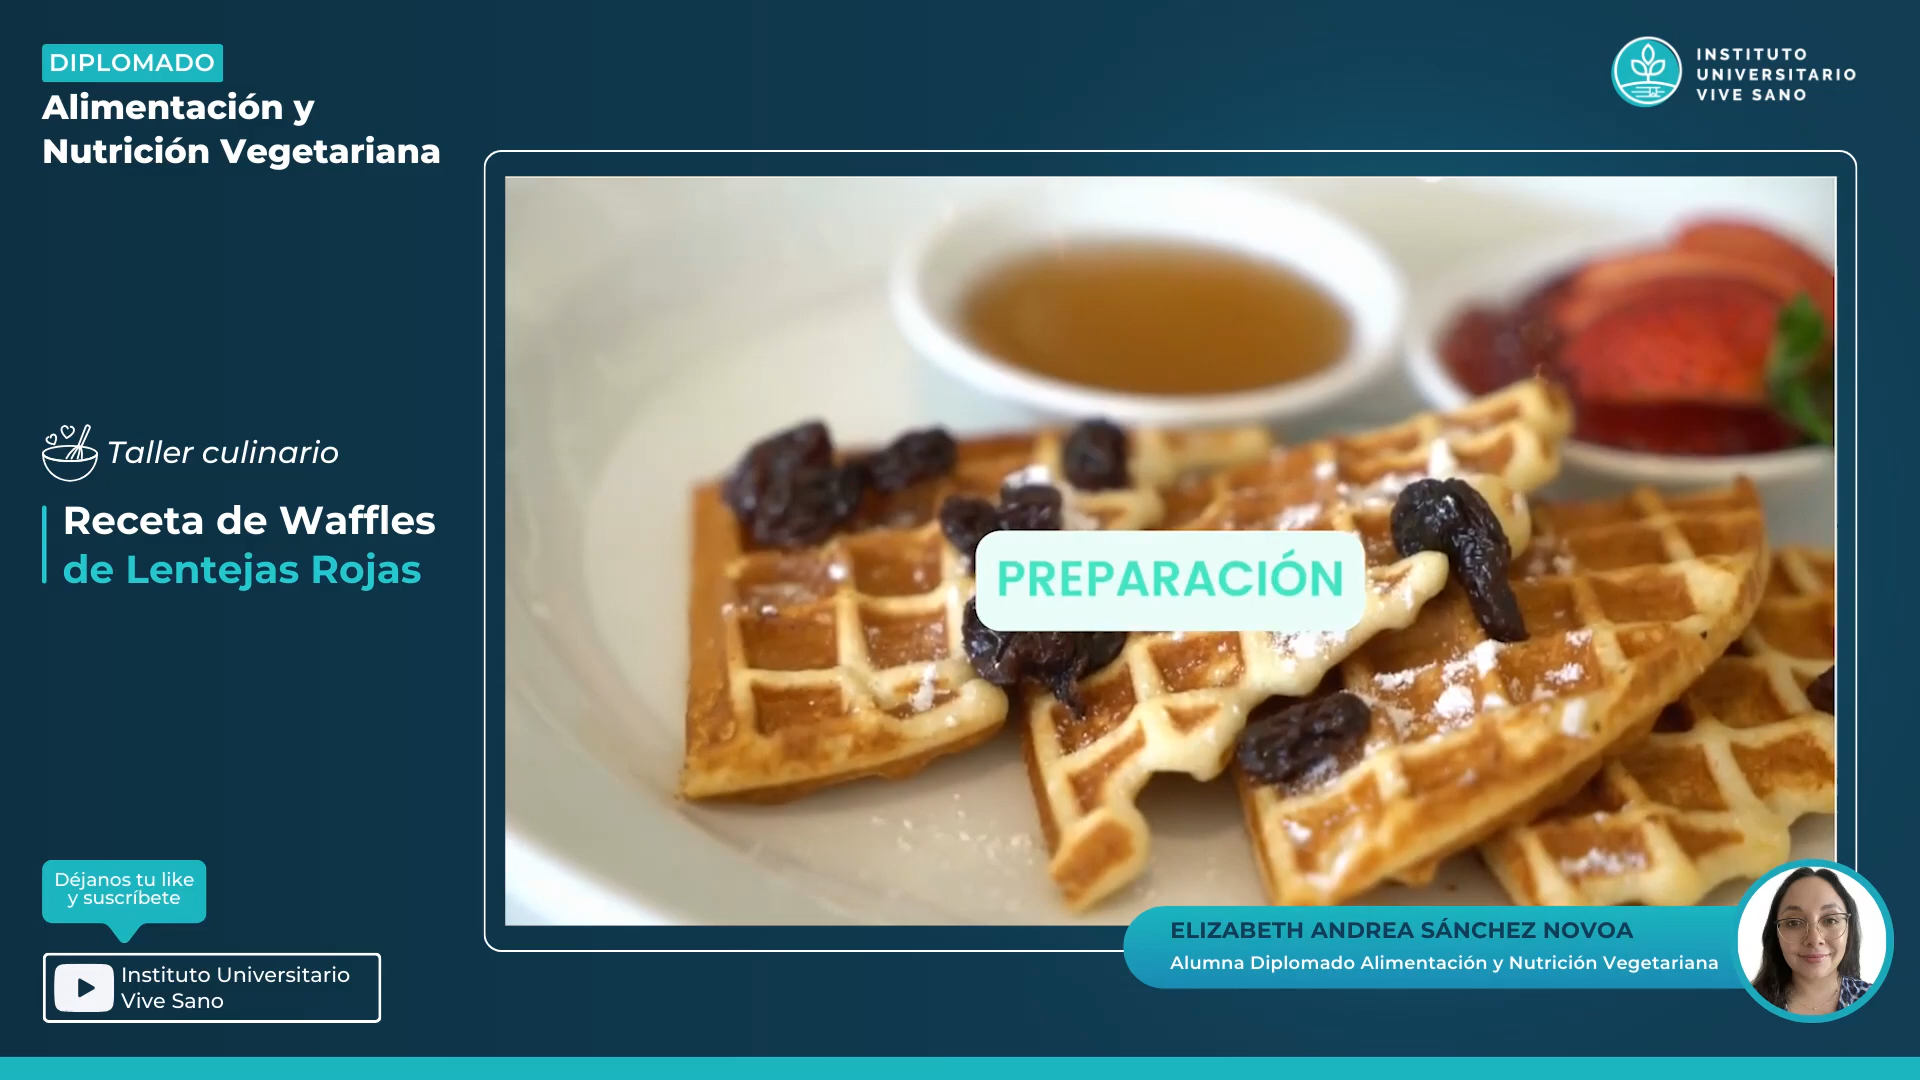 DIPLOMADO
Alimentación y
Nutrición Vegetariana
INSTITUTO
UNIVERSITARIO
VIVE SANO
Taller culinario
Receta de Waffles
de Lentejas Rojas
PREPARACIÓN
Déjanos tu like
y suscríbete
Instituto Universitario
Vive Sano
ELIZABETH ANDREA SÁNCHEZ NOVOA
Alumna Diplomado Alimentación y Nutrición Vegetariana